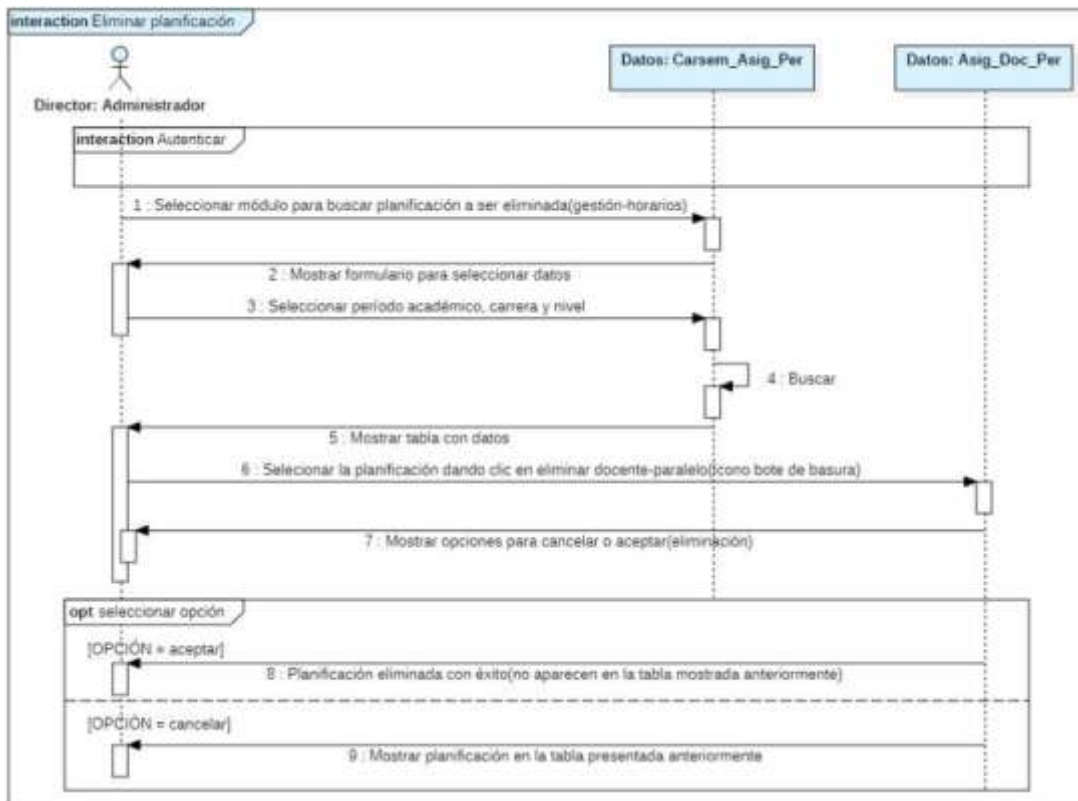 interaction Eliminar planificación
Datos: Carsem_Asig_Per
Datos: Asig_Doc_Per
Director: Administrador
interaction Autenticar
1 : Seleccionar módulo para buscar planificación a ser eliminada(gestión-horarios)
2 : Mostrar formulario para seleccionar datos
3 : Seleccionar período académico, carrera y nivel
4 : Buscar
5 : Mostrar tabla con datos
6 : Selecionar la planificación dando clic en eliminar docente-paralelo(icono bote de basura)
7 : Mostrar opciones para cancelar o aceptar(eliminación)
opt seleccionar opción
[OPCIÓN = aceptar]
8 : Planificación eliminada con éxito(no aparecen en la tabla mostrada anteriormente)
[OPCIÓN = cancelar]
9 : Mostrar planificación en la tabla presentada anteriormente